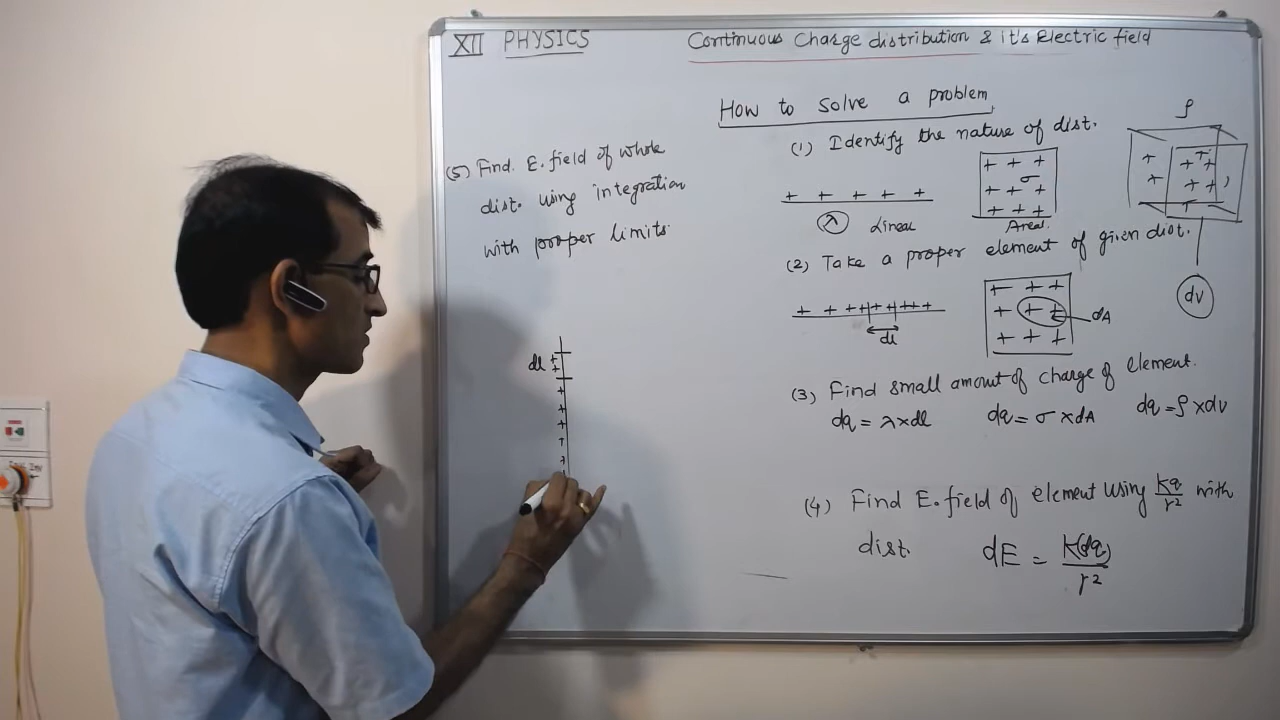 XII PHYSICS
Continuous Charge distribution & it's Electric field
How to solve a problem
(1) Identify the nature of dist.
+ + + + +
λ Linear
+ + +
σ
+ + +
+ + +
Areal
ρ
(2) Take a proper element of given dist.
dl
dA
dv
(3) Find small amount of charge of element.
dq = λ×dl dq = σ×dA dq = ρ×dv
(4) Find E.field of element using Kq/r² with
dist. dE = K(dq)/r²
(5) Find E.field of whole
dist. using integration
with proper limits.
dl